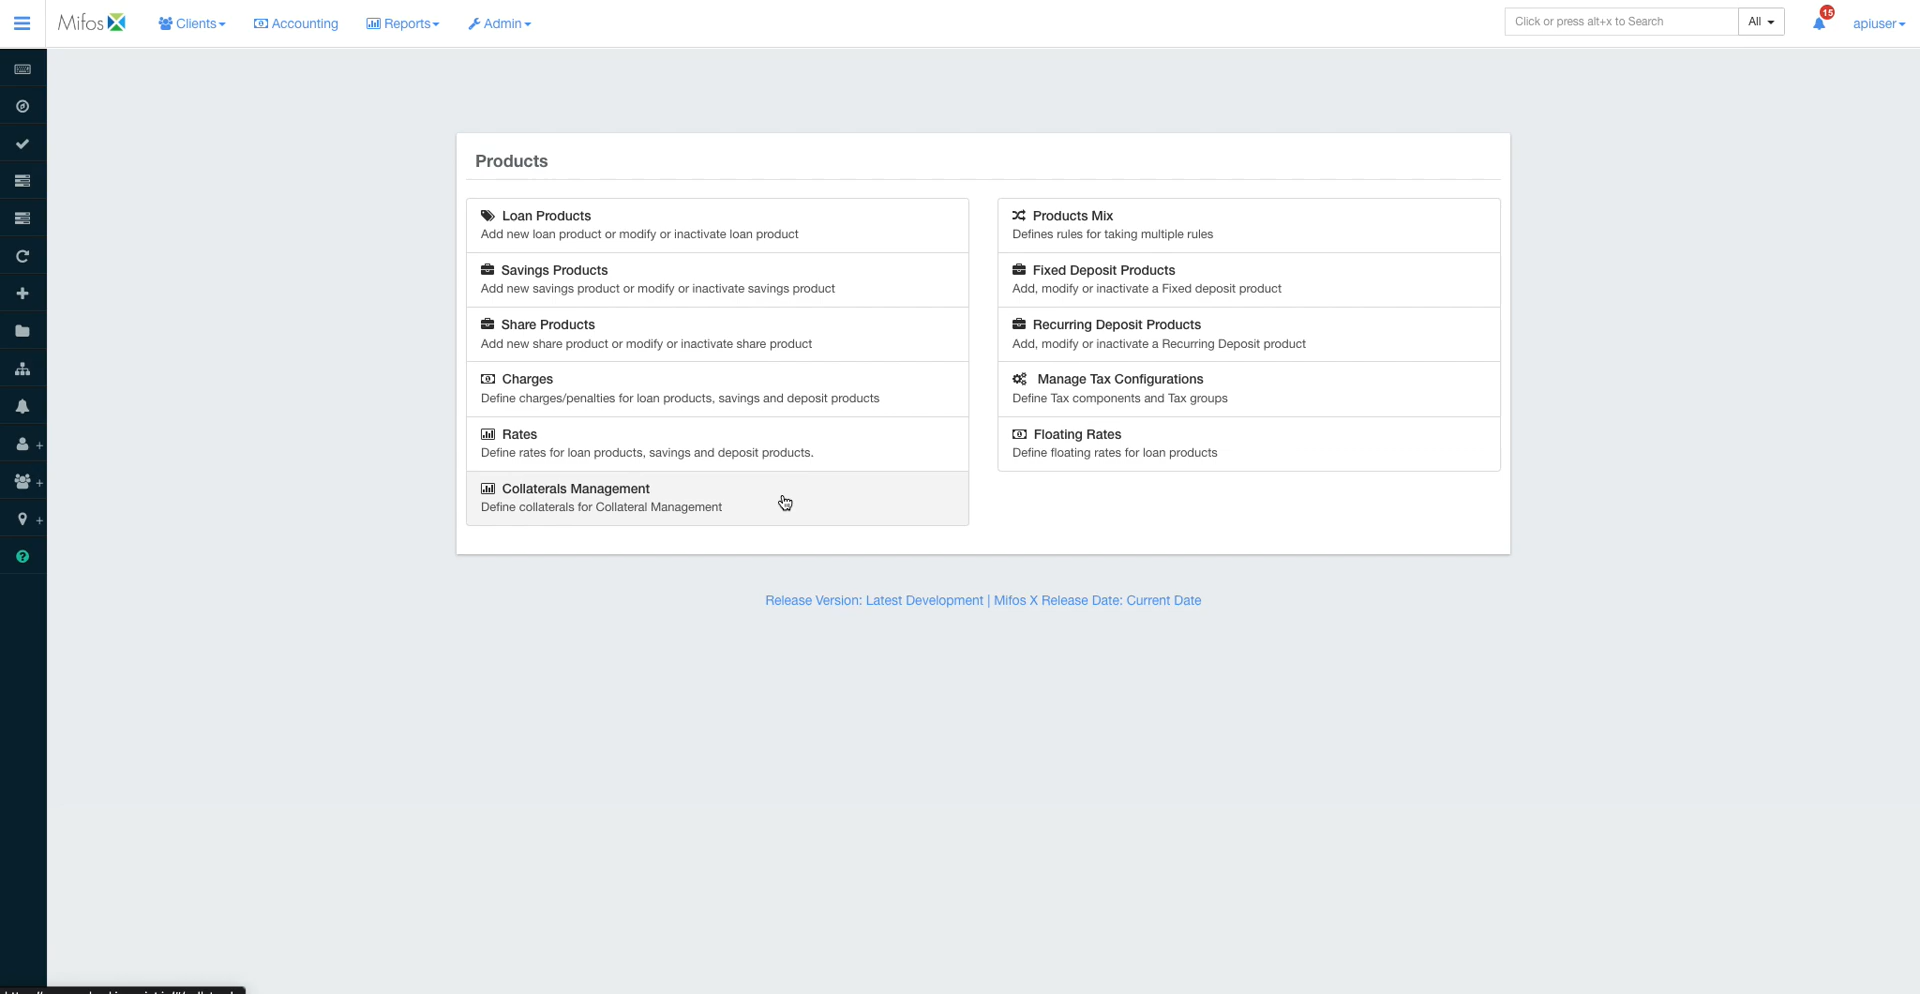 Mifos
Clients
Accounting
Reports
Admin
Click or press alt+x to Search
All
15
apiuser
Products
Loan Products
Add new loan product or modify or inactivate loan product
Savings Products
Add new savings product or modify or inactivate savings product
Share Products
Add new share product or modify or inactivate share product
Charges
Define charges/penalties for loan products, savings and deposit products
Rates
Define rates for loan products, savings and deposit products.
Collaterals Management
Define collaterals for Collateral Management
Products Mix
Defines rules for taking multiple rules
Fixed Deposit Products
Add, modify or inactivate a Fixed deposit product
Recurring Deposit Products
Add, modify or inactivate a Recurring Deposit product
Manage Tax Configurations
Define Tax components and Tax groups
Floating Rates
Define floating rates for loan products
Release Version: Latest Development | Mifos X Release Date: Current Date